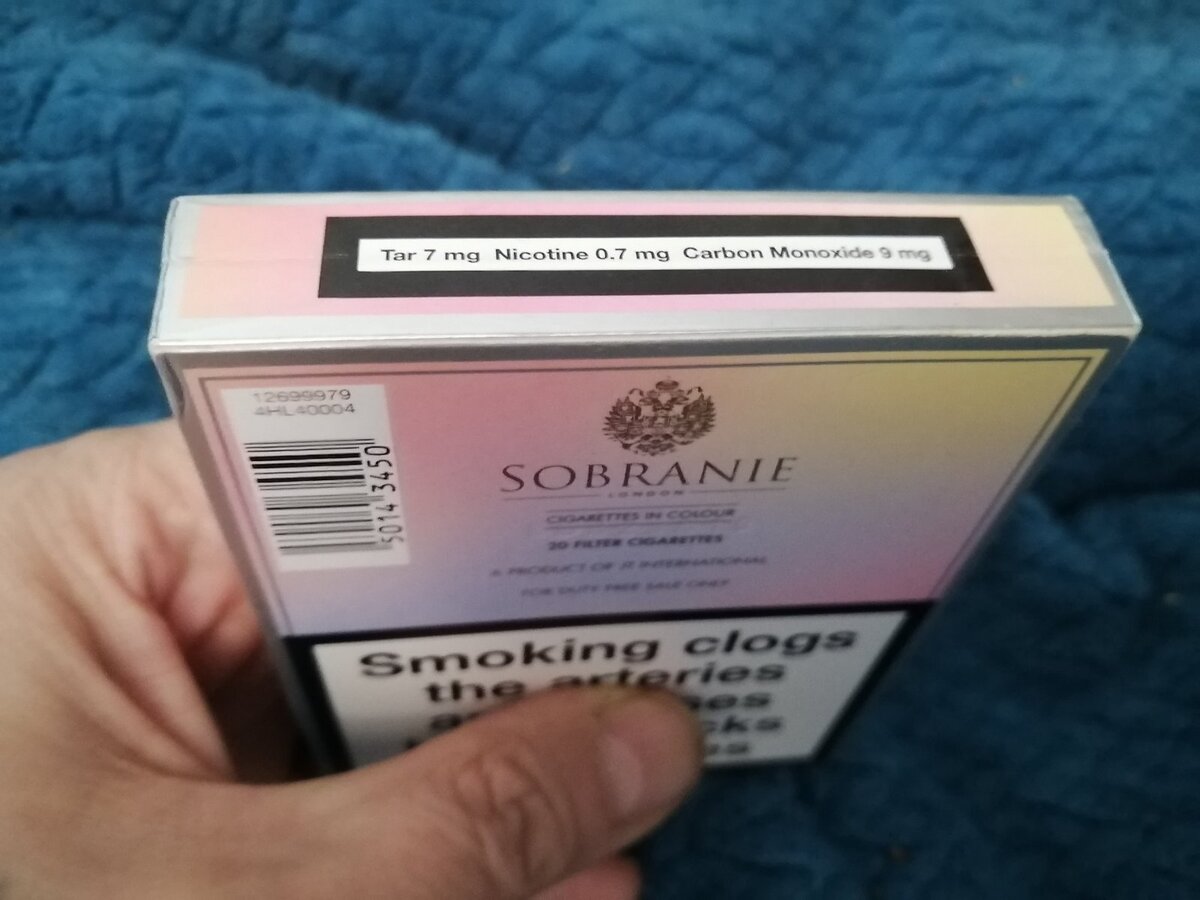 Tar 7 mg Nicotine 0.7 mg Carbon Monoxide 9 mg
12699979
4HL40004
5014 3450
SOBRANIE
LONDON
CIGARETTES IN COLOUR
20 FILTER CIGARETTES
A PRODUCT OF JT INTERNATIONAL
FOR DUTY FREE SALE ONLY
Smoking clogs
the arteries